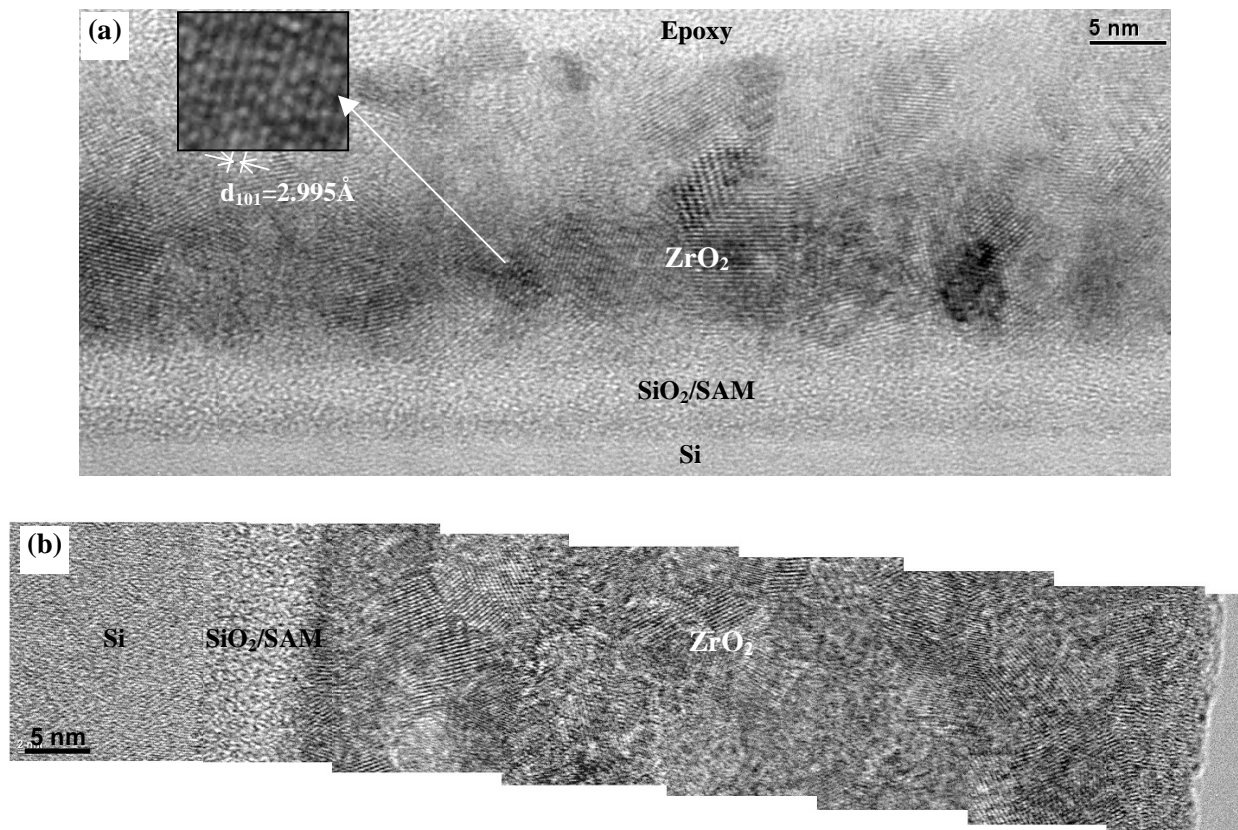 (a)
Epoxy
5 nm
d₁₀₁=2.995Å
ZrO₂
SiO₂/SAM
Si
(b)
Si
SiO₂/SAM
ZrO₂
5 nm